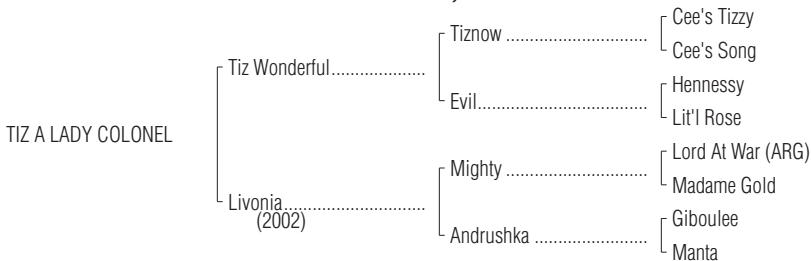 Cee's Tizzy
Tiznow ....................................
Cee's Song
Tiz Wonderful.....................
Hennessy
Evil...........................................
Lit'l Rose
TIZ A LADY COLONEL
Lord At War (ARG)
Mighty ....................................
Madame Gold
Livonia................................
(2002)
Giboulee
Andrushka .............................
Manta